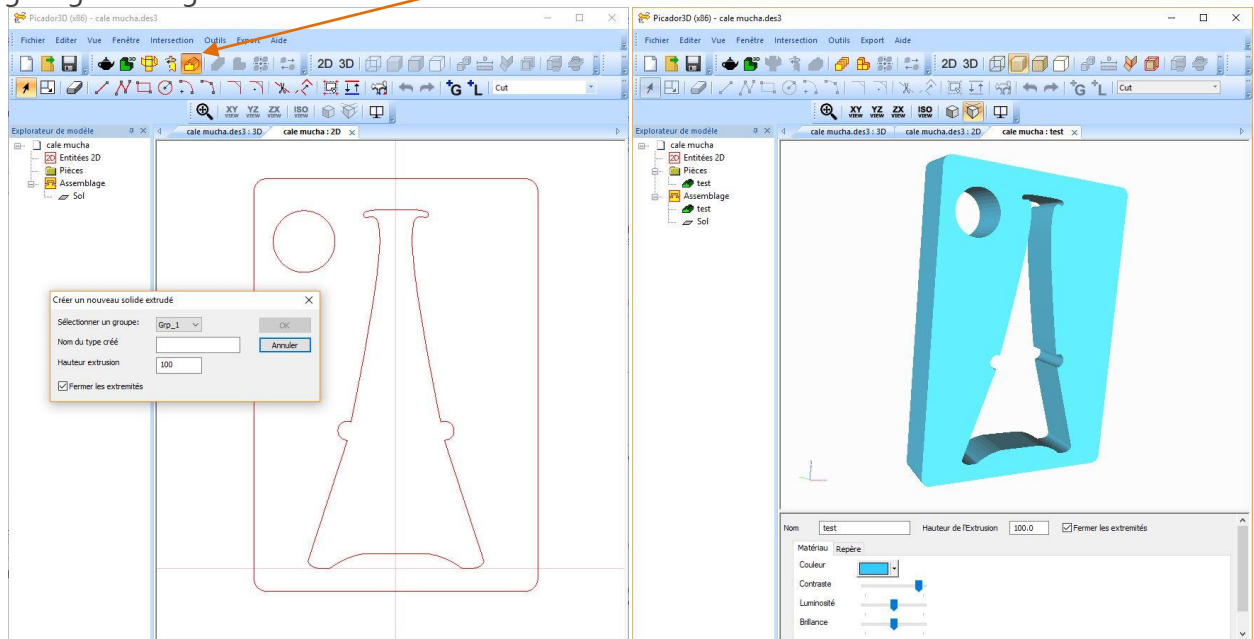 Picador3D (x86) - cale mucha.des3
Fichier Editer Vue Fenêtre Intersection Outils Export Aide
2D 3D
G L Cut
XY VIEW YZ VIEW ZX VIEW ISO VIEW
Explorateur de modèle
cale mucha.des3 : 3D cale mucha : 2D
cale mucha
2D Entitées 2D
Pièces
Assemblage
Sol
Créer un nouveau solide extrudé
Sélectionner un groupe: Grp_1 OK
Nom du type créé Annuler
Hauteur extrusion 100
Fermer les extremités
Picador3D (x86) - cale mucha.des3
Fichier Editer Vue Fenêtre Intersection Outils Export Aide
2D 3D
G L Cut
XY VIEW YZ VIEW ZX VIEW ISO VIEW
Explorateur de modèle
cale mucha.des3 : 3D cale mucha.des3 : 2D cale mucha : test
cale mucha
2D Entitées 2D
Pièces
test
Assemblage
test
Sol
Nom test Hauteur de l'Extrusion 100.0 Fermer les extremités
Matériau Repère
Couleur
Contraste
Luminosité
Brillance